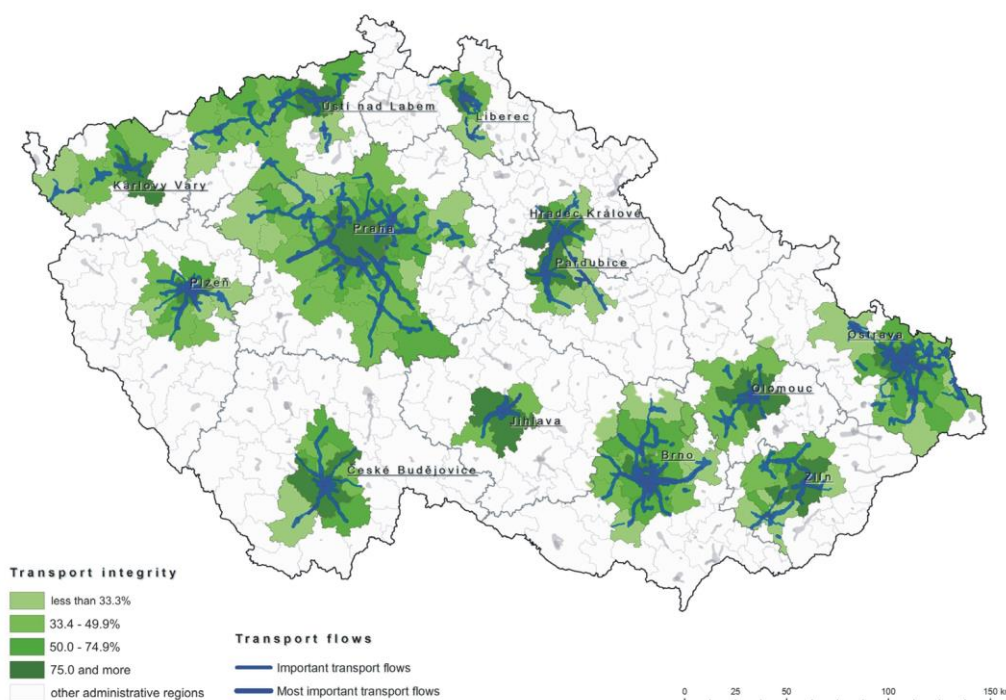 Ústí nad Labem
Liberec
Karlovy Vary
Hradec Králové
Praha
Pardubice
Plzeň
Ostrava
Olomouc
Jihlava
Brno
České Budějovice
Zlín
Transport integrity
less than 33.3%
33.4 - 49.9%
50.0 - 74.9%
75.0 and more
other administrative regions
Transport flows
Important transport flows
Most important transport flows
0 25 50 100 150